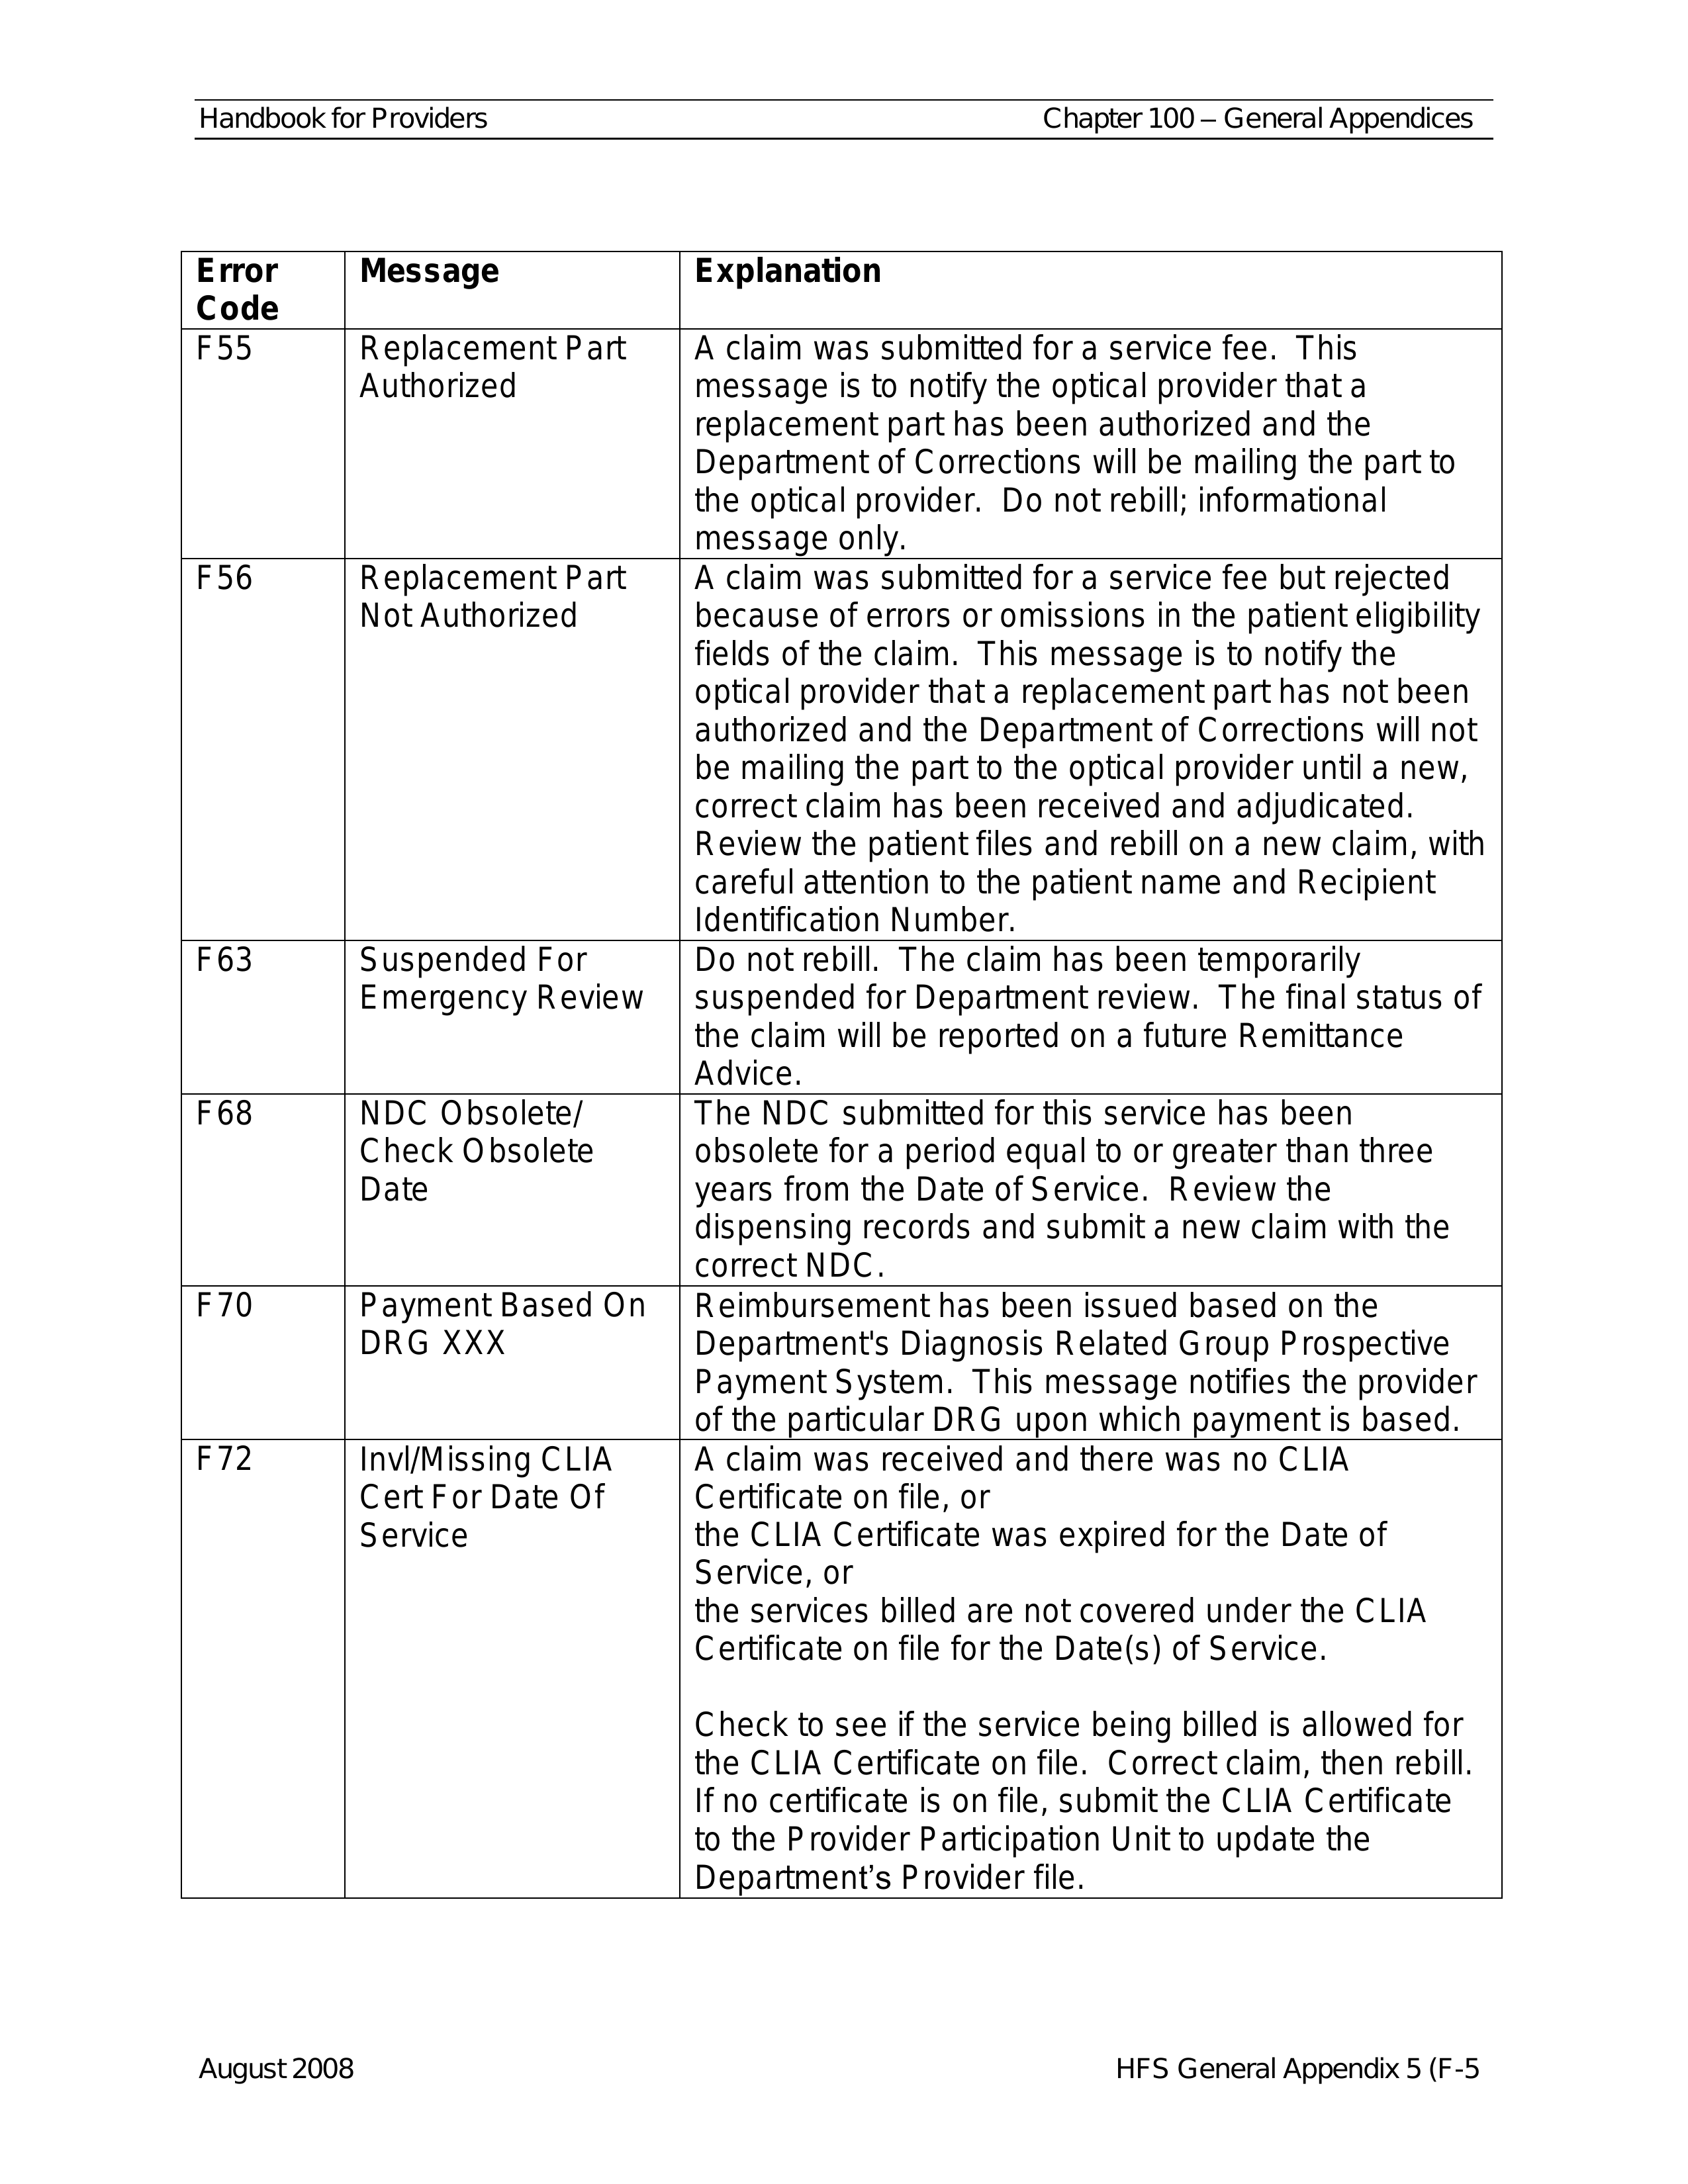 Handbook for Providers Chapter 100 – General Appendices
Error Code Message Explanation
F55 Replacement Part Authorized
A claim was submitted for a service fee.  This
message is to notify the optical provider that a
replacement part has been authorized and the
Department of Corrections will be mailing the part to
the optical provider.  Do not rebill; informational
message only.
F56 Replacement Part Not Authorized
A claim was submitted for a service fee but rejected
because of errors or omissions in the patient eligibility
fields of the claim.  This message is to notify the
optical provider that a replacement part has not been
authorized and the Department of Corrections will not
be mailing the part to the optical provider until a new,
correct claim has been received and adjudicated.
Review the patient files and rebill on a new claim, with
careful attention to the patient name and Recipient
Identification Number.
F63 Suspended For Emergency Review
Do not rebill.  The claim has been temporarily
suspended for Department review.  The final status of
the claim will be reported on a future Remittance
Advice.
F68 NDC Obsolete/ Check Obsolete Date
The NDC submitted for this service has been
obsolete for a period equal to or greater than three
years from the Date of Service.  Review the
dispensing records and submit a new claim with the
correct NDC.
F70 Payment Based On DRG XXX
Reimbursement has been issued based on the
Department's Diagnosis Related Group Prospective
Payment System.  This message notifies the provider
of the particular DRG upon which payment is based.
F72 Invl/Missing CLIA Cert For Date Of Service
A claim was received and there was no CLIA
Certificate on file, or
the CLIA Certificate was expired for the Date of
Service, or
the services billed are not covered under the CLIA
Certificate on file for the Date(s) of Service.
Check to see if the service being billed is allowed for
the CLIA Certificate on file.  Correct claim, then rebill.
If no certificate is on file, submit the CLIA Certificate
to the Provider Participation Unit to update the
Department’s Provider file.
August 2008 HFS General Appendix 5 (F-5